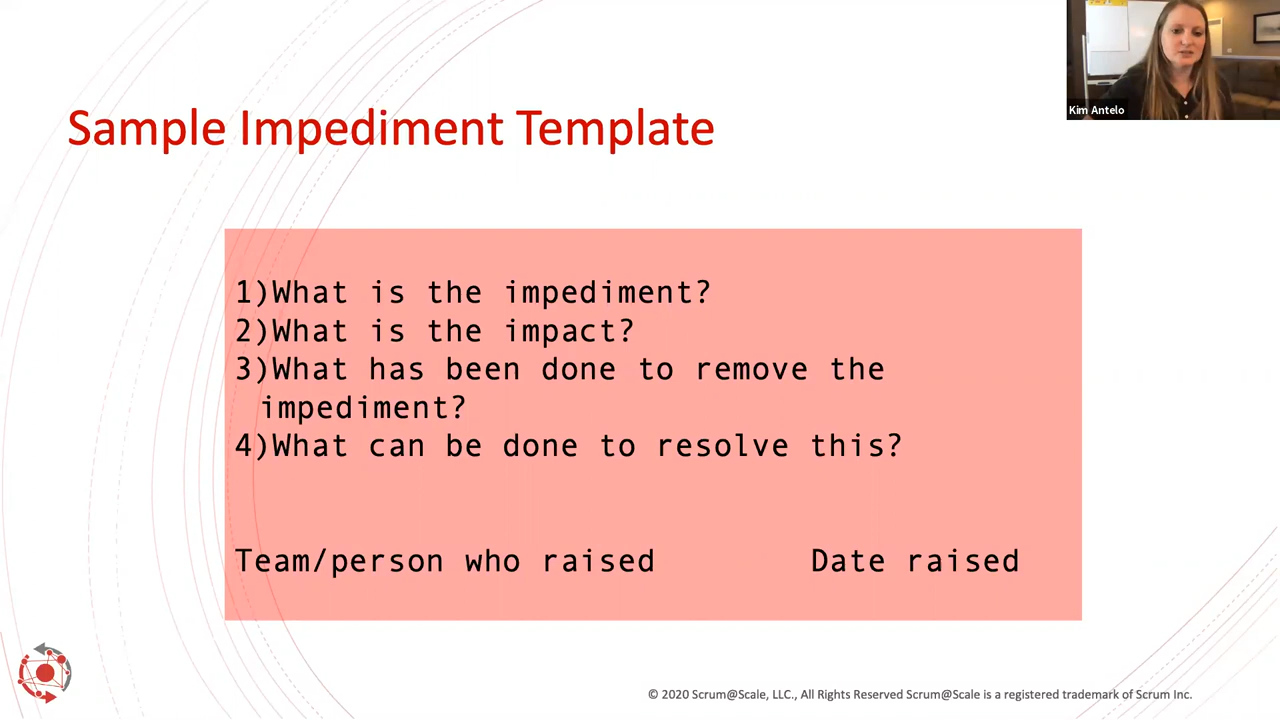 Kim Antelo
Sample Impediment Template
1)What is the impediment?
2)What is the impact?
3)What has been done to remove the
impediment?
4)What can be done to resolve this?
Team/person who raised Date raised
© 2020 Scrum@Scale, LLC., All Rights Reserved Scrum@Scale is a registered trademark of Scrum Inc.